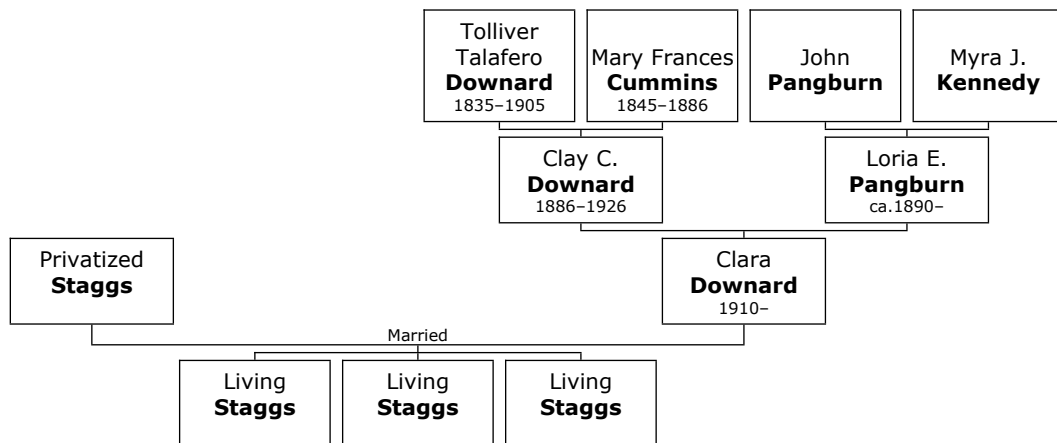 Tolliver
Talafero
Downard
1835–1905
Mary Frances
Cummins
1845–1886
John
Pangburn
Myra J.
Kennedy
Clay C.
Downard
1886–1926
Loria E.
Pangburn
ca.1890–
Privatized
Staggs
Clara
Downard
1910–
Married
Living
Staggs
Living
Staggs
Living
Staggs